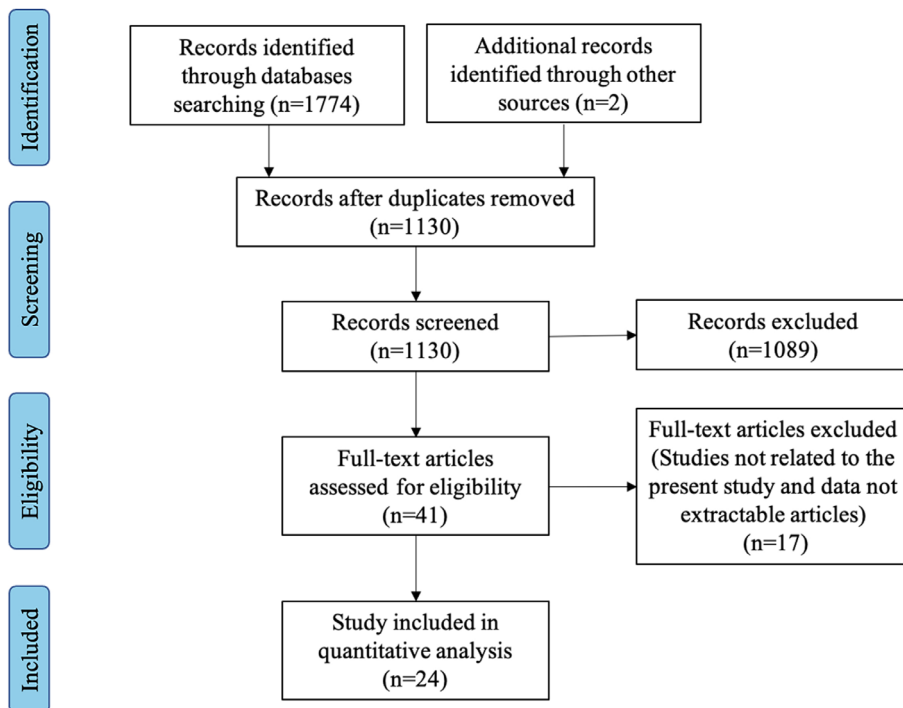 Identification
Records identified
through databases
searching (n=1774)
Additional records
identified through other
sources (n=2)
Records after duplicates removed
(n=1130)
Screening
Records screened
(n=1130)
Records excluded
(n=1089)
Eligibility
Full-text articles
assessed for eligibility
(n=41)
Full-text articles excluded
(Studies not related to the
present study and data not
extractable articles)
(n=17)
Included
Study included in
quantitative analysis
(n=24)